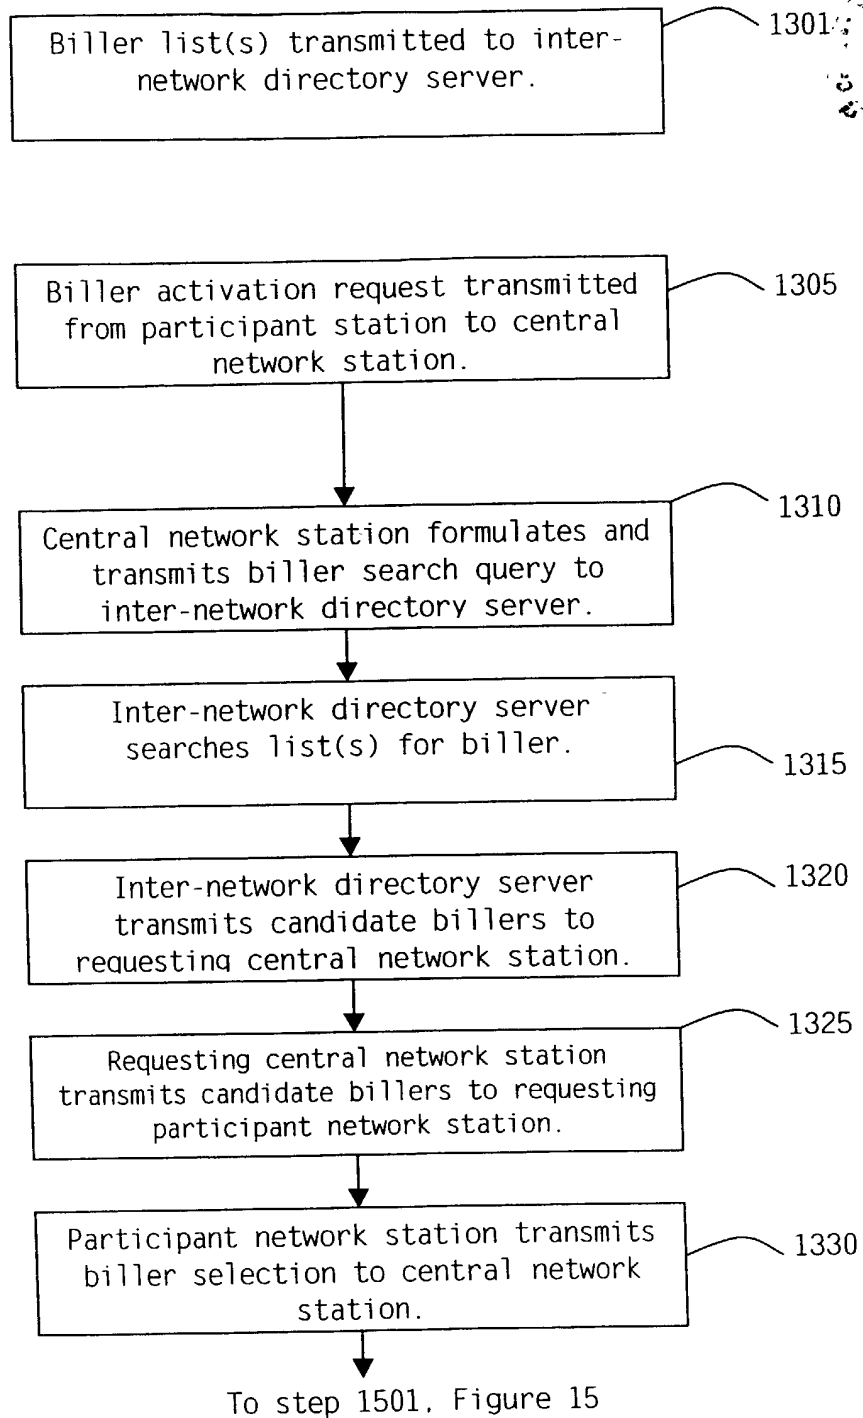 Biller list(s) transmitted to inter-
network directory server.
1301
Biller activation request transmitted
from participant station to central
network station.
1305
Central network station formulates and
transmits biller search query to
inter-network directory server.
1310
Inter-network directory server
searches list(s) for biller.
1315
Inter-network directory server
transmits candidate billers to
requesting central network station.
1320
Requesting central network station
transmits candidate billers to requesting
participant network station.
1325
Participant network station transmits
biller selection to central network
station.
1330
To step 1501, Figure 15